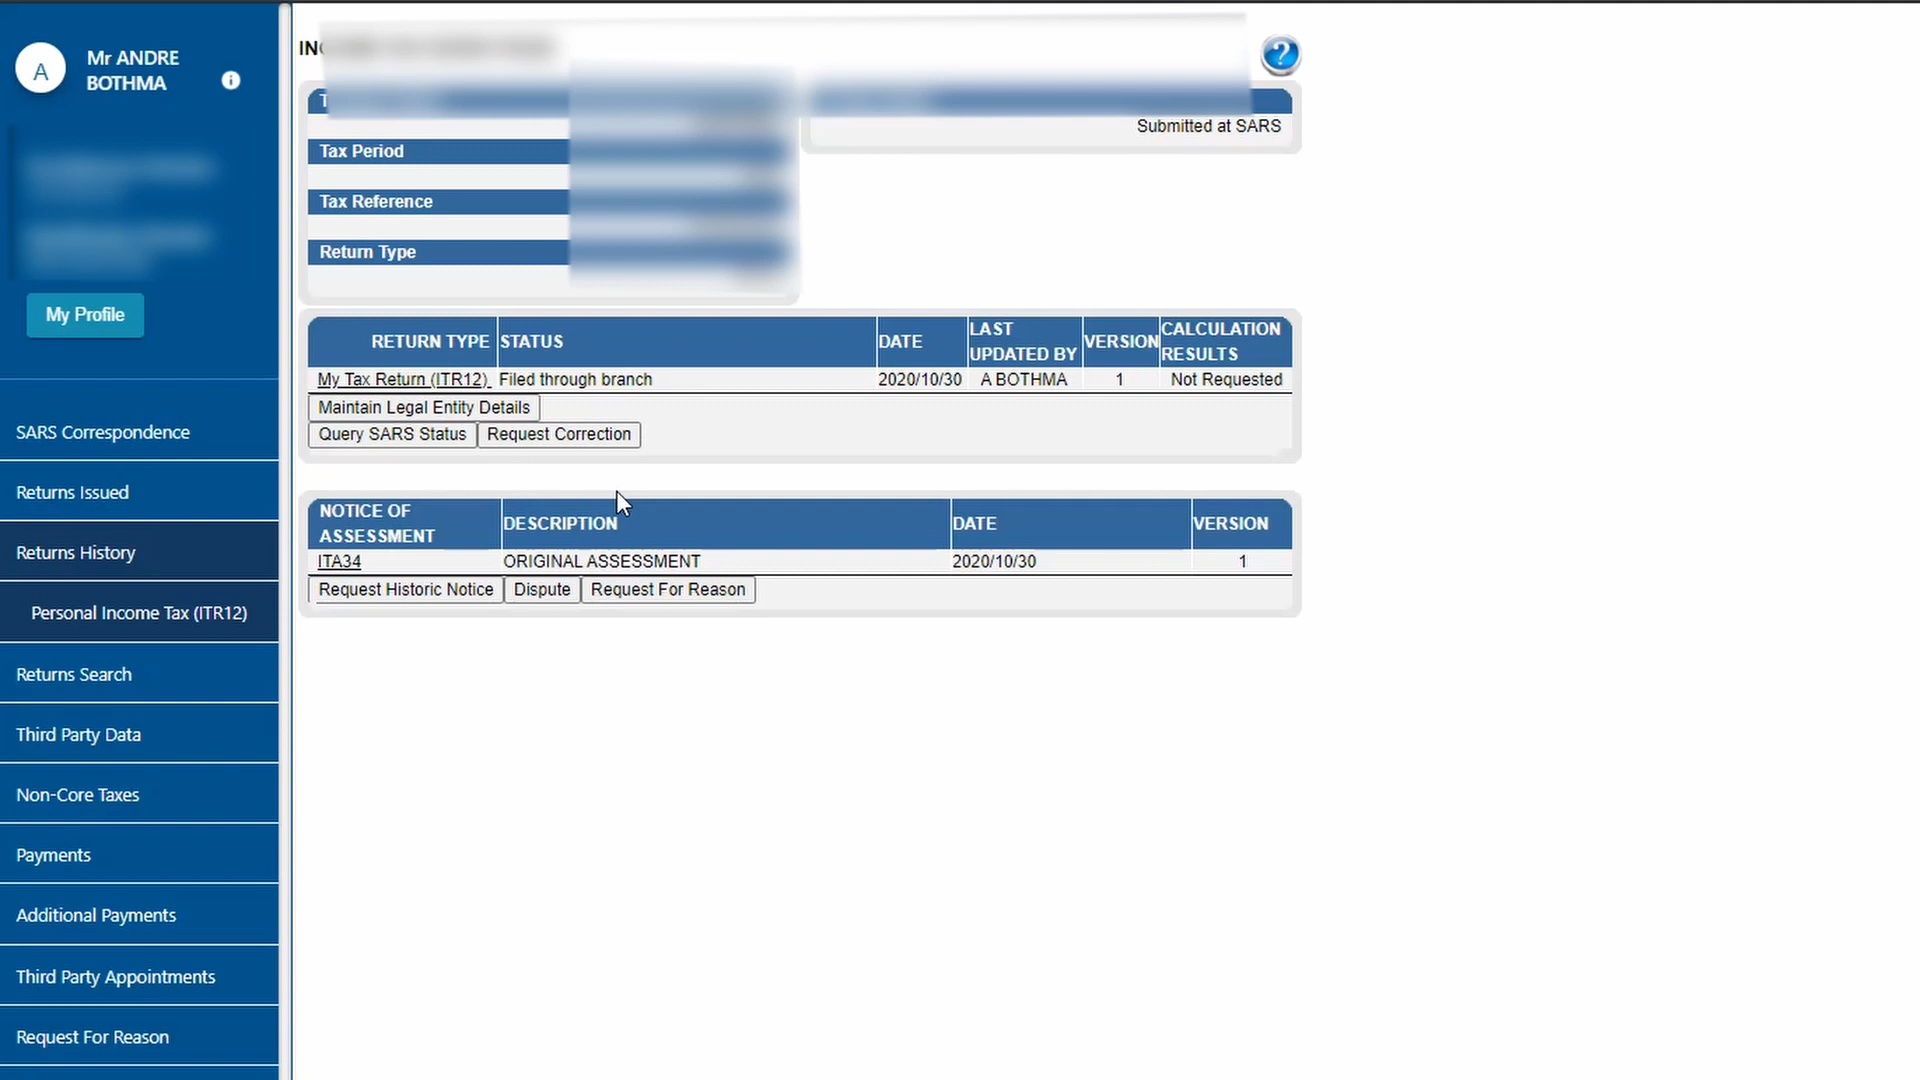 A
Mr ANDRE
BOTHMA
i
My Profile
SARS Correspondence
Returns Issued
Returns History
Personal Income Tax (ITR12)
Returns Search
Third Party Data
Non-Core Taxes
Payments
Additional Payments
Third Party Appointments
Request For Reason
?
Submitted at SARS
Tax Period
Tax Reference
Return Type
RETURN TYPE STATUS DATE LAST UPDATED BY VERSION CALCULATION RESULTS
My Tax Return (ITR12) Filed through branch 2020/10/30 A BOTHMA 1 Not Requested
Maintain Legal Entity Details
Query SARS Status Request Correction
NOTICE OF ASSESSMENT DESCRIPTION DATE VERSION
ITA34 ORIGINAL ASSESSMENT 2020/10/30 1
Request Historic Notice Dispute Request For Reason